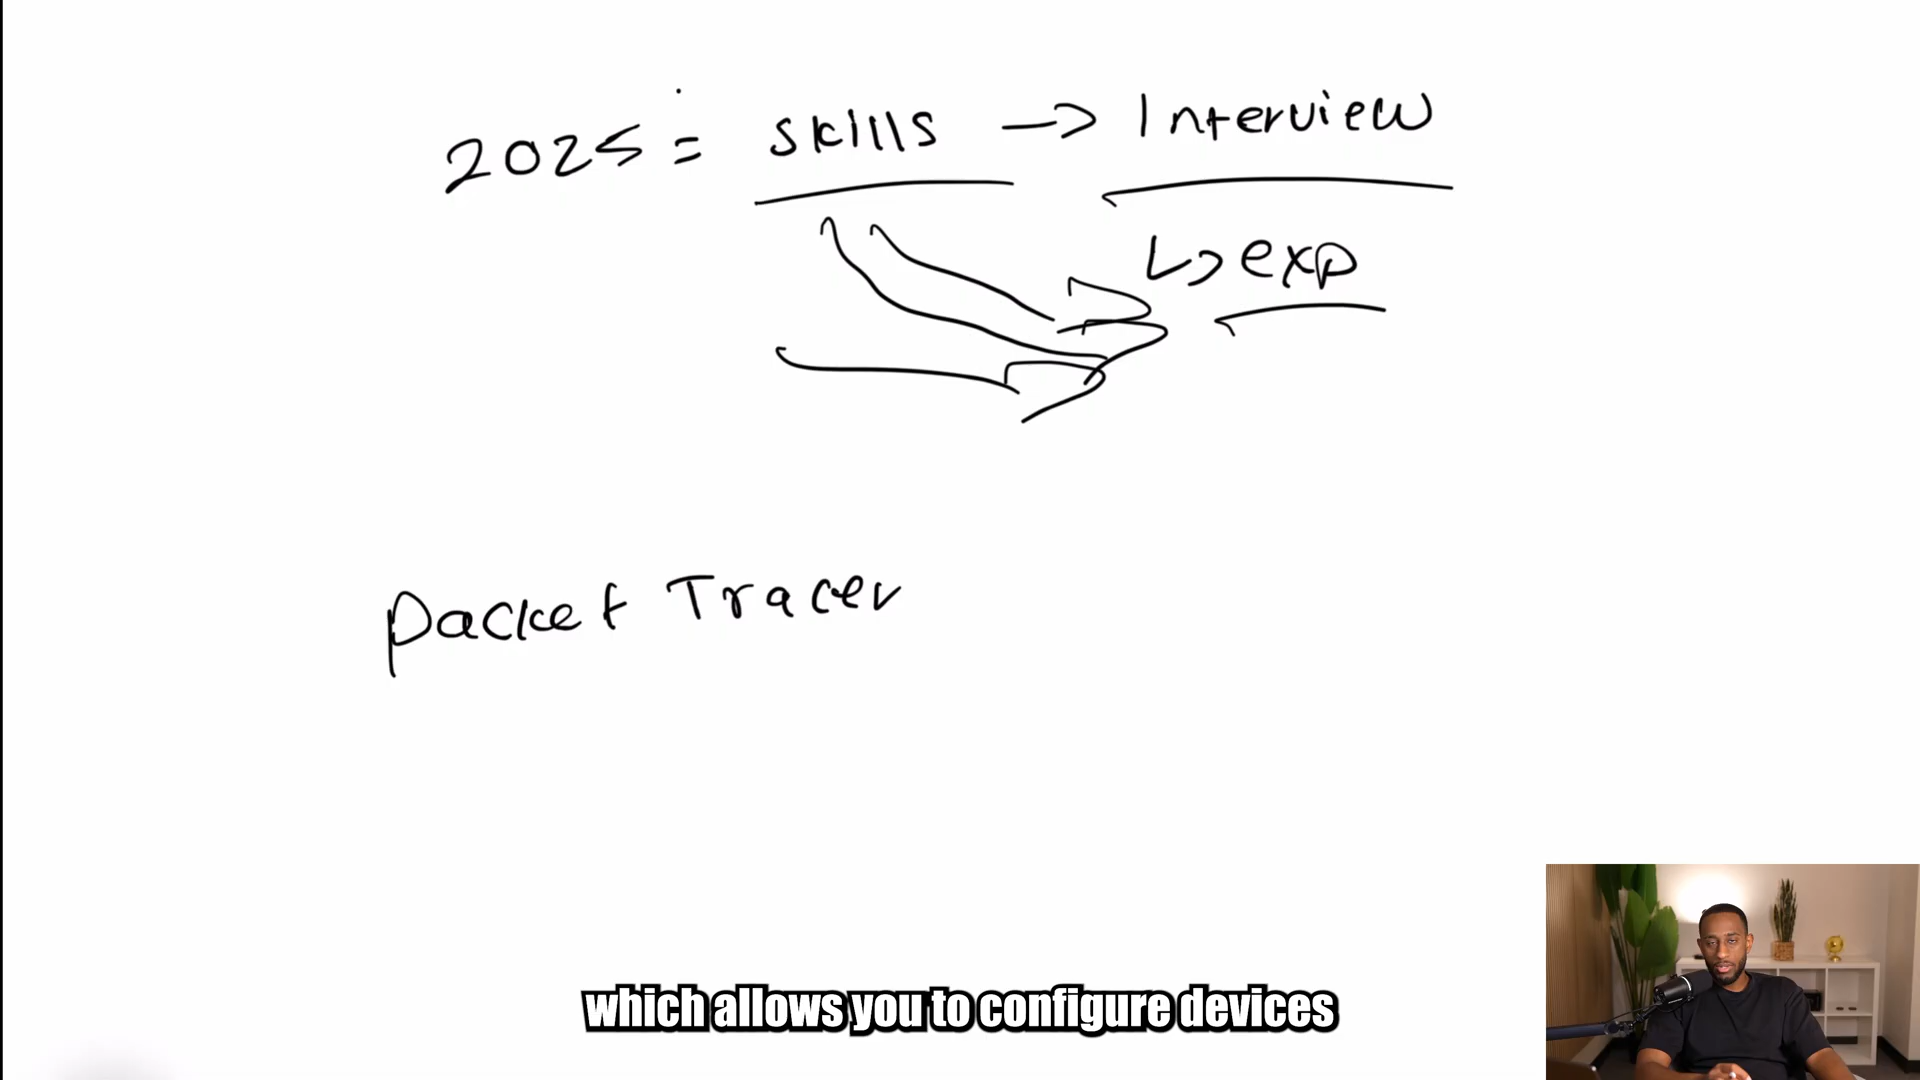 2025 = skills -> Interview
↳ exp
Packet Tracer
which allows you to configure devices